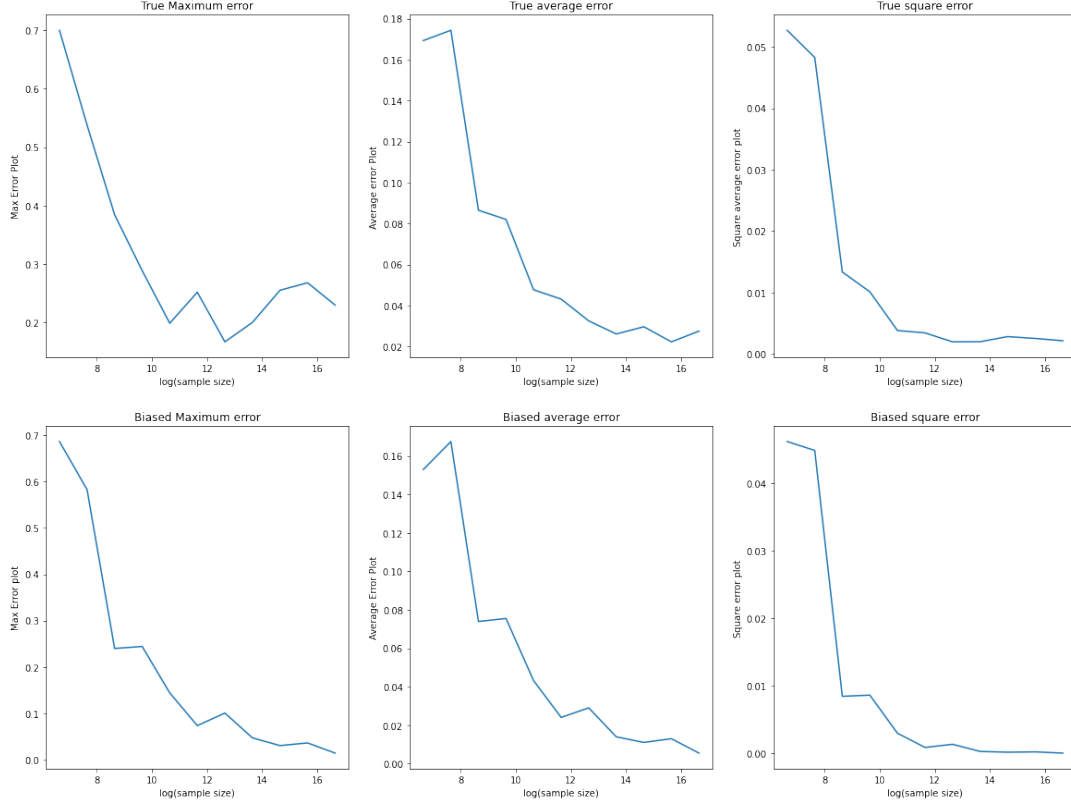 True Maximum error
0.7
0.6
0.5
0.4
0.3
0.2
Max Error Plot
8 10 12 14 16
log(sample size)
True average error
0.18
0.16
0.14
0.12
0.10
0.08
0.06
0.04
0.02
Average error Plot
8 10 12 14 16
log(sample size)
True square error
0.05
0.04
0.03
0.02
0.01
0.00
Square average error plot
8 10 12 14 16
log(sample size)
Biased Maximum error
0.7
0.6
0.5
0.4
0.3
0.2
0.1
0.0
Max Error plot
8 10 12 14 16
log(sample size)
Biased average error
0.16
0.14
0.12
0.10
0.08
0.06
0.04
0.02
0.00
Average Error Plot
8 10 12 14 16
log(sample size)
Biased square error
0.04
0.03
0.02
0.01
0.00
Square error plot
8 10 12 14 16
log(sample size)